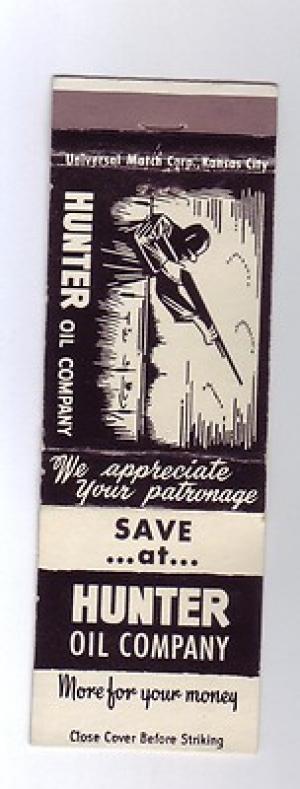 Universal Match Corp., Kansas City
HUNTER OIL COMPANY
We appreciate
Your patronage
SAVE
...at...
HUNTER
OIL COMPANY
More for your money
Close Cover Before Striking